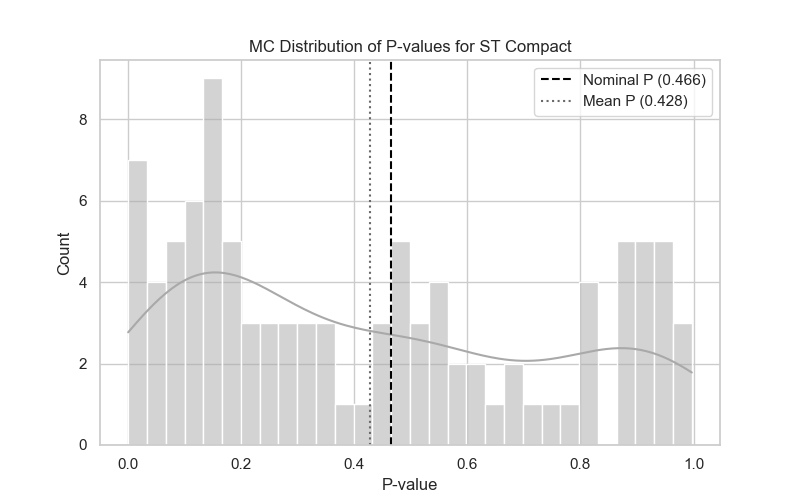 MC Distribution of P-values for ST Compact
Nominal P (0.466)
Mean P (0.428)
Count
8
6
4
2
0
0.0 0.2 0.4 0.6 0.8 1.0
P-value